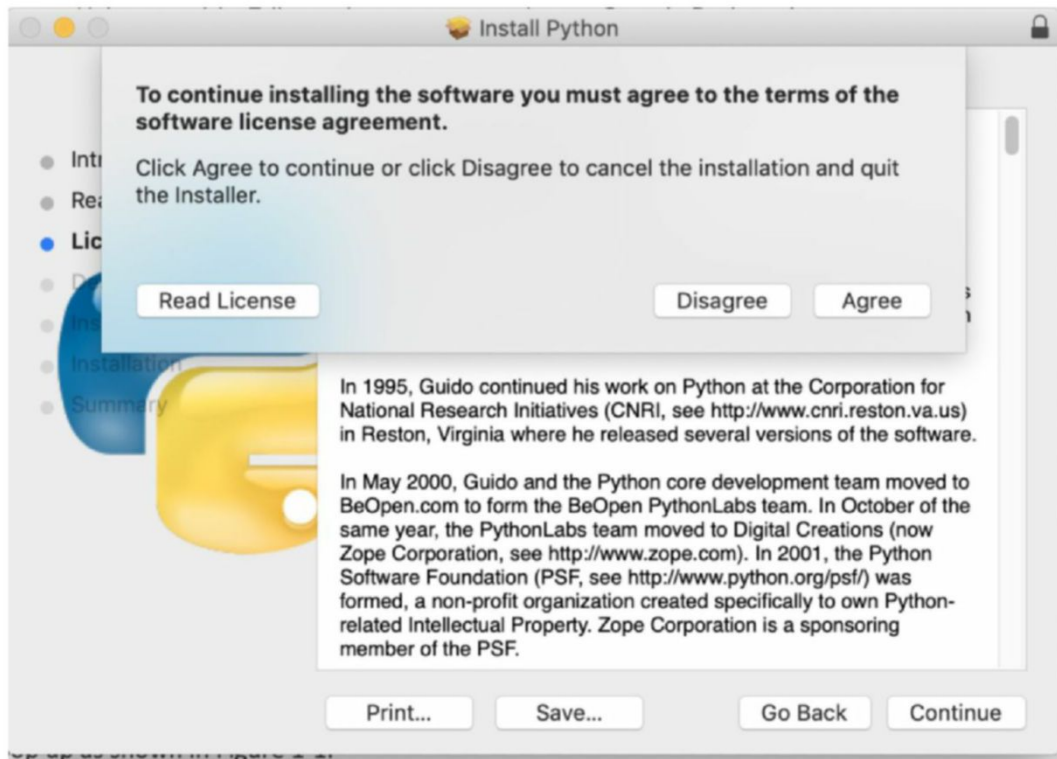 Install Python
To continue installing the software you must agree to the terms of the
software license agreement.
Click Agree to continue or click Disagree to cancel the installation and quit
the Installer.
Read License
Disagree
Agree
Lic
Installation
Summary
In 1995, Guido continued his work on Python at the Corporation for
National Research Initiatives (CNRI, see http://www.cnri.reston.va.us)
in Reston, Virginia where he released several versions of the software.
In May 2000, Guido and the Python core development team moved to
BeOpen.com to form the BeOpen PythonLabs team. In October of the
same year, the PythonLabs team moved to Digital Creations (now
Zope Corporation, see http://www.zope.com). In 2001, the Python
Software Foundation (PSF, see http://www.python.org/psf/) was
formed, a non-profit organization created specifically to own Python-
related Intellectual Property. Zope Corporation is a sponsoring
member of the PSF.
Print...
Save...
Go Back
Continue